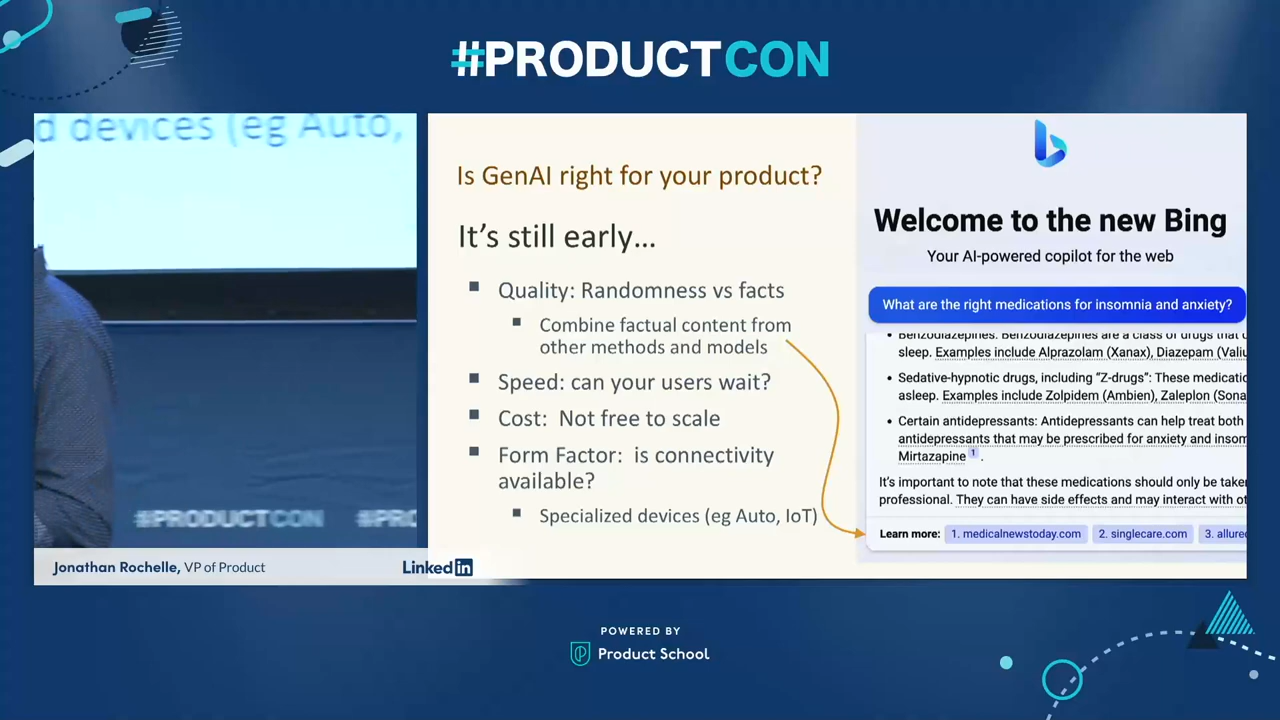 #PRODUCTCON
d devices (eg Auto,
#PRODUCTCON
#PRO
Jonathan Rochelle, VP of Product
Linked in
Is GenAI right for your product?
It’s still early…
Quality: Randomness vs facts
Combine factual content from
other methods and models
Speed: can your users wait?
Cost: Not free to scale
Form Factor: is connectivity
available?
Specialized devices (eg Auto, IoT)
Welcome to the new Bing
Your AI-powered copilot for the web
What are the right medications for insomnia and anxiety?
Benzodiazepines: Benzodiazepines are a class of drugs that
sleep. Examples include Alprazolam (Xanax), Diazepam (Valiu
Sedative-hypnotic drugs, including “Z-drugs”: These medicatio
asleep. Examples include Zolpidem (Ambien), Zaleplon (Sona
Certain antidepressants: Antidepressants can help treat both
antidepressants that may be prescribed for anxiety and insom
Mirtazapine 1 .
It’s important to note that these medications should only be taker
professional. They can have side effects and may interact with ot
Learn more: 1. medicalnewstoday.com 2. singlecare.com 3. allure
POWERED BY
Product School